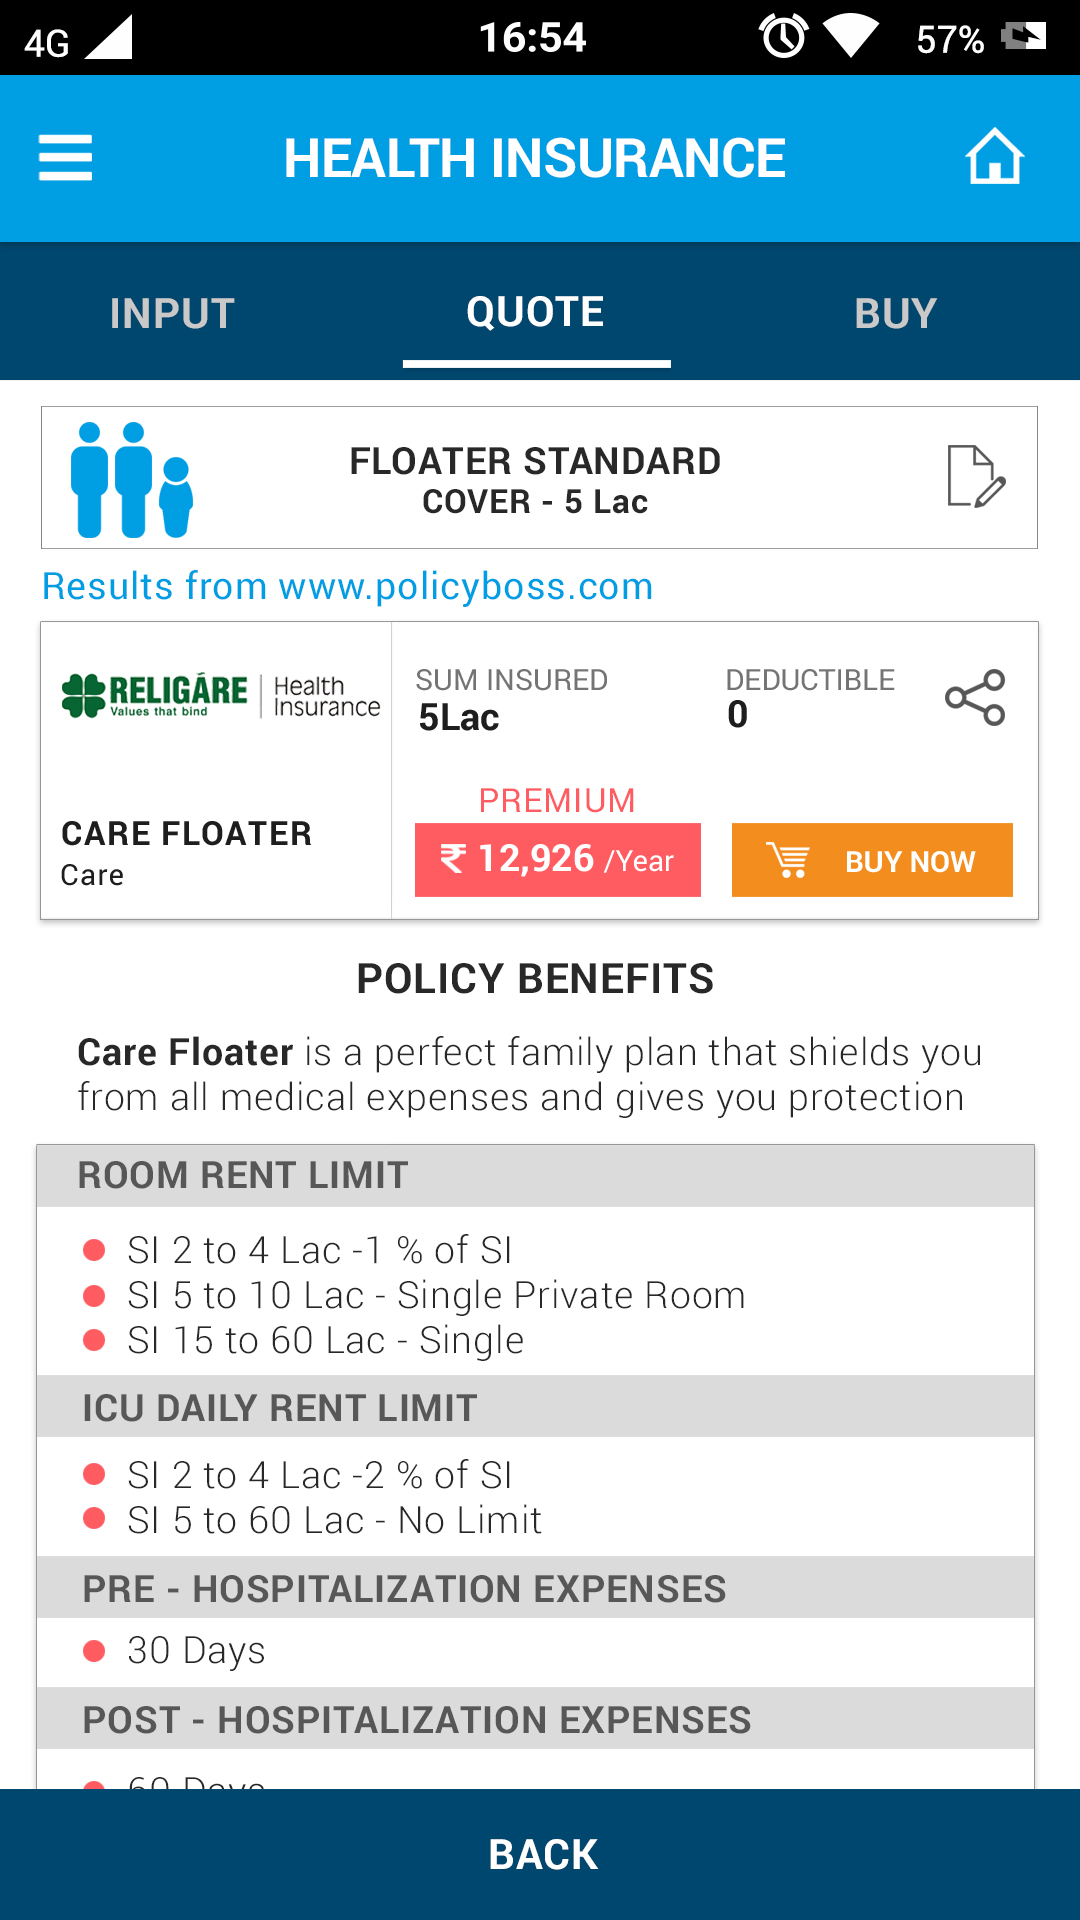 4G 16:54 57%
HEALTH INSURANCE
INPUT QUOTE BUY
FLOATER STANDARD
COVER - 5 Lac
Results from www.policyboss.com
RELIGÁRE
Values that bind
Health
Insurance
SUM INSURED
5Lac
DEDUCTIBLE
0
CARE FLOATER
Care
PREMIUM
₹ 12,926 /Year
BUY NOW
POLICY BENEFITS
Care Floater is a perfect family plan that shields you
from all medical expenses and gives you protection
ROOM RENT LIMIT
SI 2 to 4 Lac -1 % of SI
SI 5 to 10 Lac - Single Private Room
SI 15 to 60 Lac - Single
ICU DAILY RENT LIMIT
SI 2 to 4 Lac -2 % of SI
SI 5 to 60 Lac - No Limit
PRE - HOSPITALIZATION EXPENSES
30 Days
POST - HOSPITALIZATION EXPENSES
60 Days
BACK